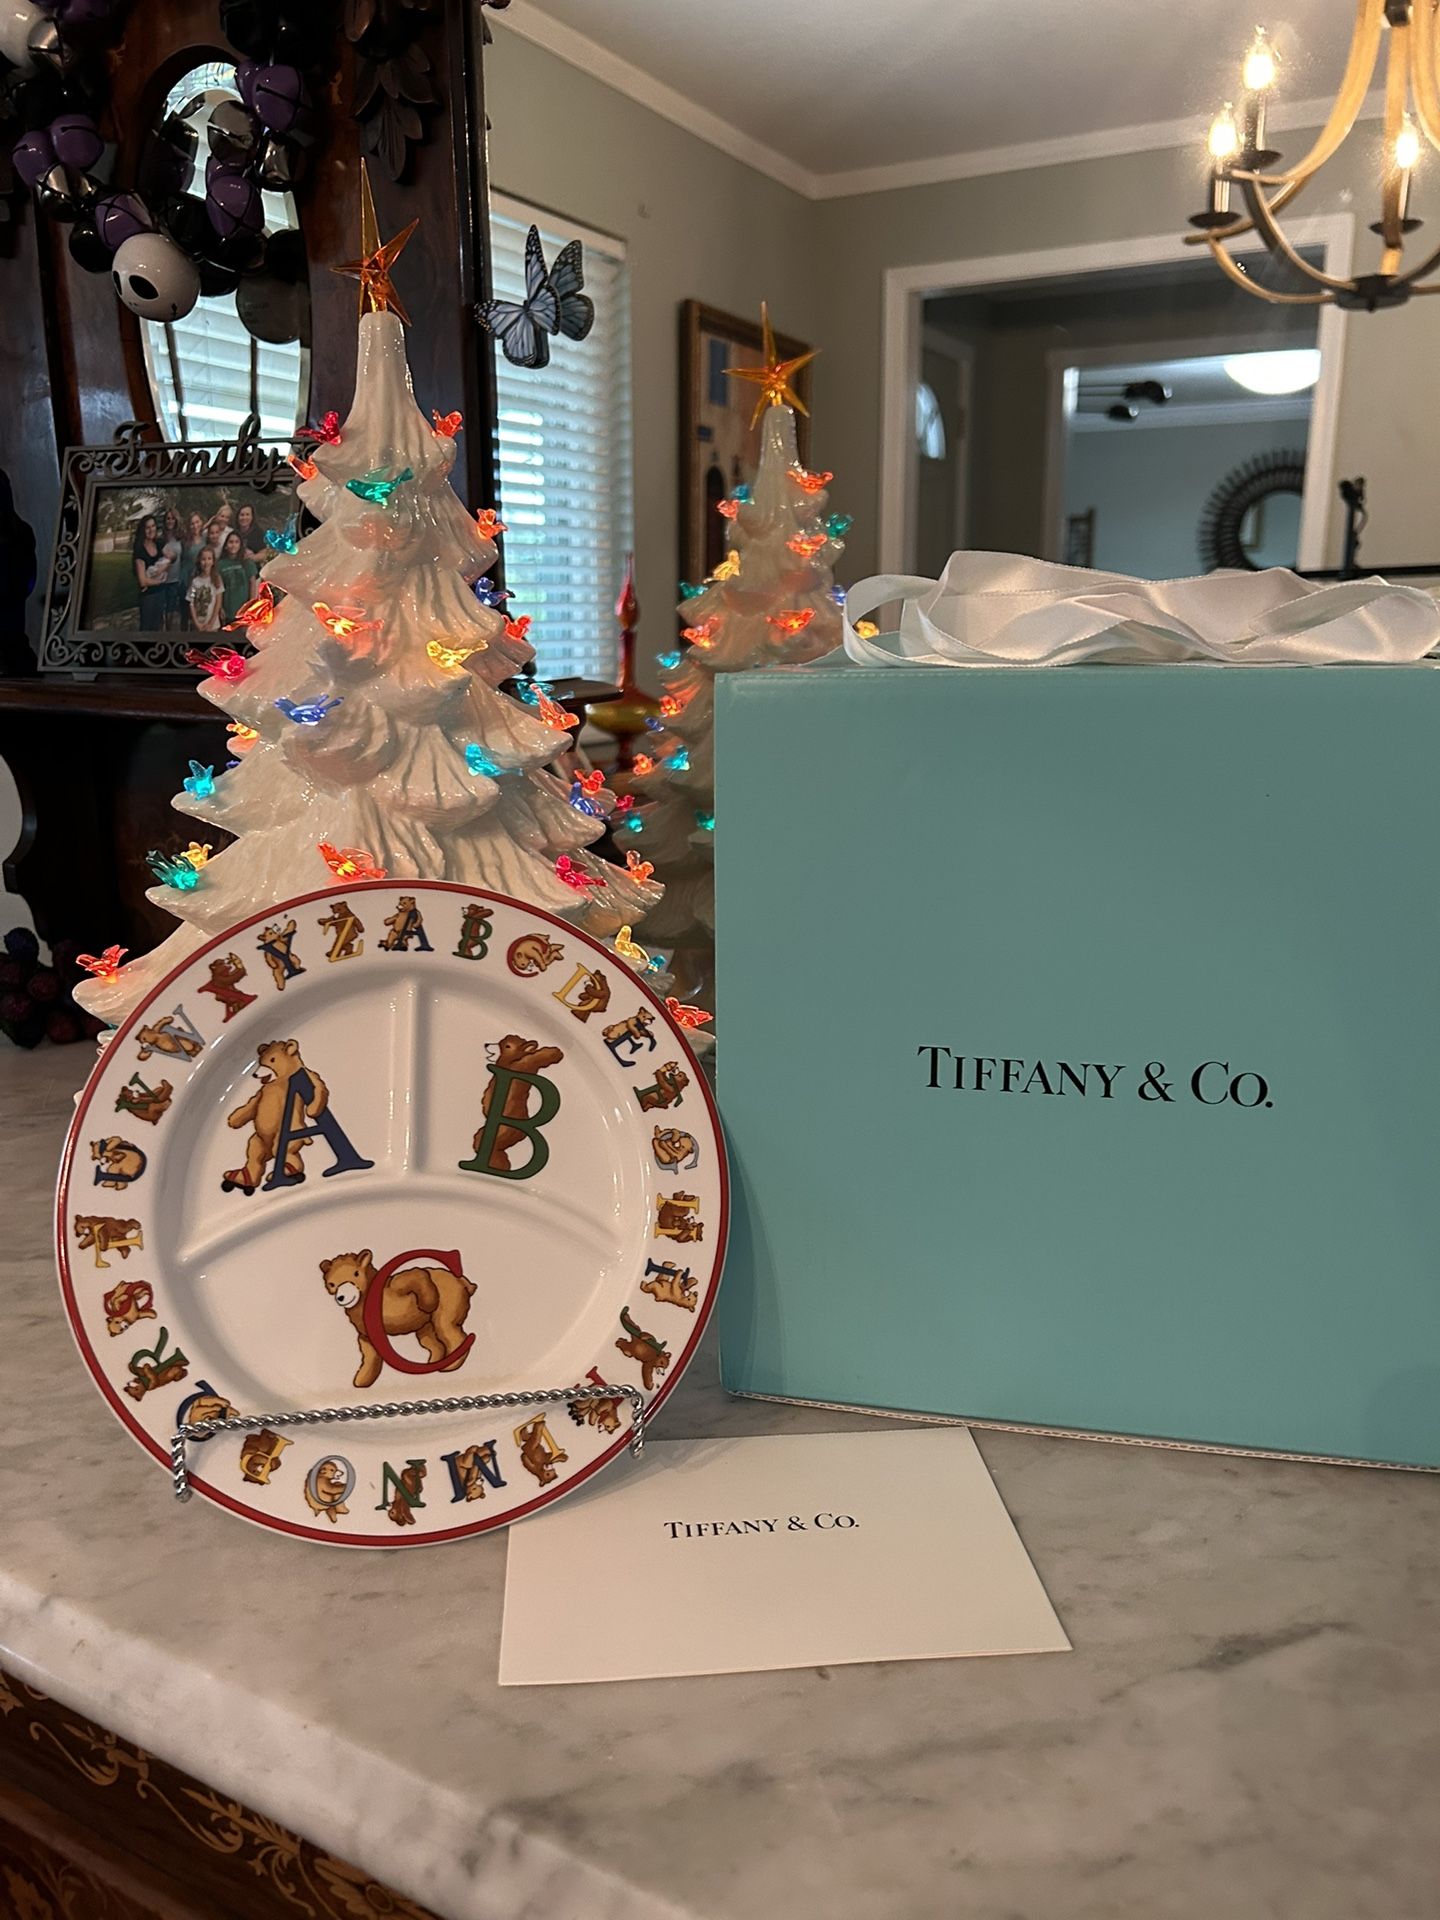 Family
TIFFANY & CO.
A B C
A B C D E F G H I J K L M N O P Q R S T U V W X Y Z
TIFFANY & CO.